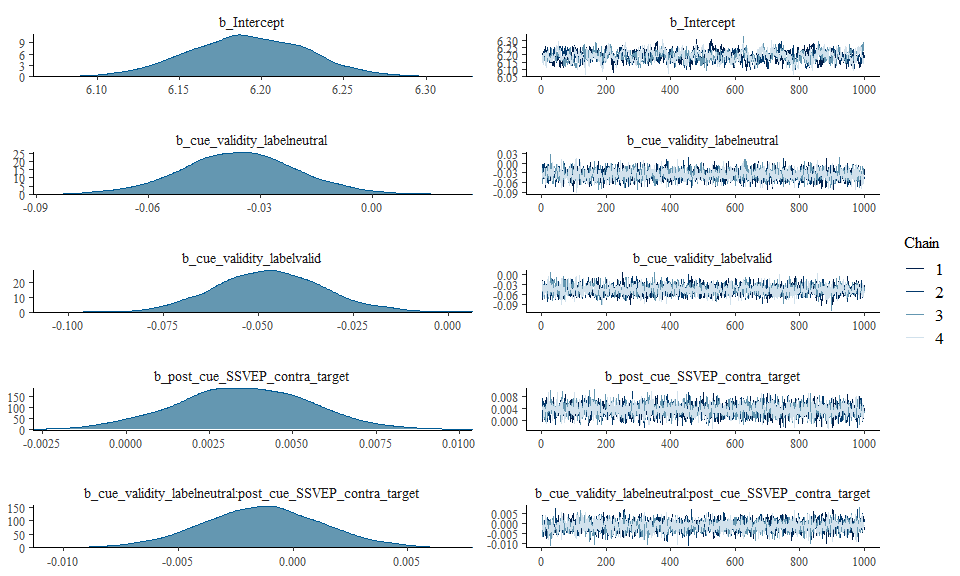 b_Intercept
9
6
3
0
6.10 6.15 6.20 6.25 6.30
b_Intercept
6.30
6.25
6.20
6.15
6.10
6.05
0 200 400 600 800 1000
b_cue_validity_labelneutral
25
20
15
10
5
0
-0.09 -0.06 -0.03 0.00
b_cue_validity_labelneutral
0.03
0.00
-0.03
-0.06
-0.09
0 200 400 600 800 1000
b_cue_validity_labelvalid
20
10
0
-0.100 -0.075 -0.050 -0.025 0.000
b_cue_validity_labelvalid
0.00
-0.03
-0.06
-0.09
0 200 400 600 800 1000
Chain
1
2
3
4
b_post_cue_SSVEP_contra_target
150
100
50
0
-0.0025 0.0000 0.0025 0.0050 0.0075 0.0100
b_post_cue_SSVEP_contra_target
0.008
0.004
0.000
0 200 400 600 800 1000
b_cue_validity_labelneutral:post_cue_SSVEP_contra_target
150
100
50
0
-0.010 -0.005 0.000 0.005
b_cue_validity_labelneutral:post_cue_SSVEP_contra_target
0.005
0.000
-0.005
-0.010
0 200 400 600 800 1000